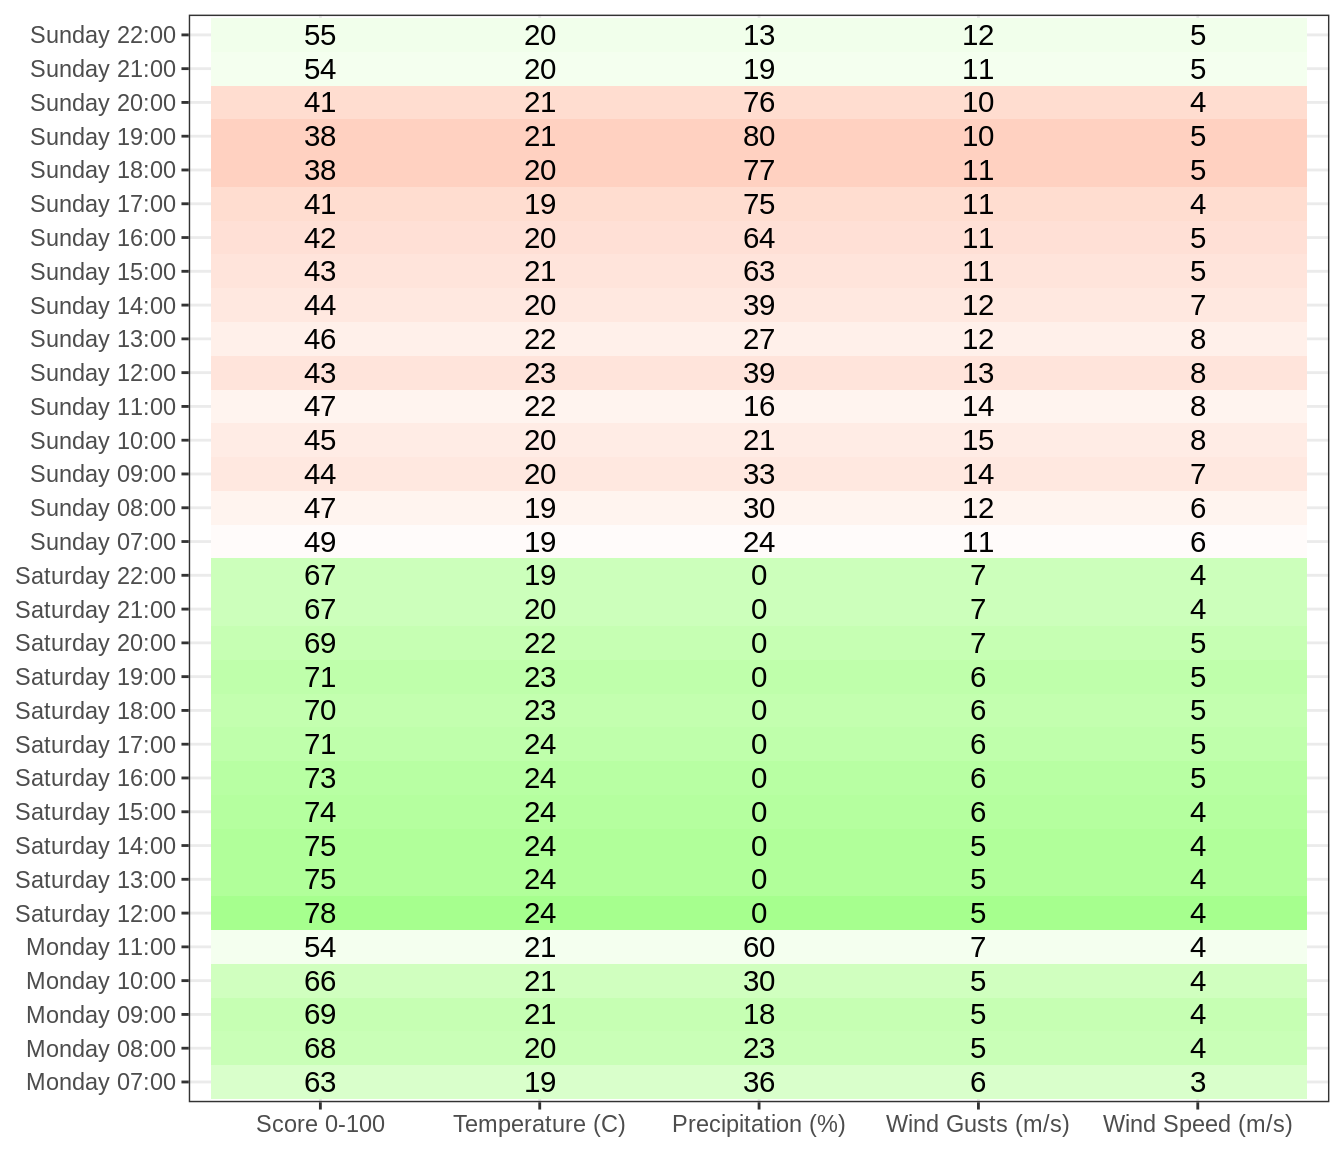 Sunday 22:00 55 20 13 12 5
Sunday 21:00 54 20 19 11 5
Sunday 20:00 41 21 76 10 4
Sunday 19:00 38 21 80 10 5
Sunday 18:00 38 20 77 11 5
Sunday 17:00 41 19 75 11 4
Sunday 16:00 42 20 64 11 5
Sunday 15:00 43 21 63 11 5
Sunday 14:00 44 20 39 12 7
Sunday 13:00 46 22 27 12 8
Sunday 12:00 43 23 39 13 8
Sunday 11:00 47 22 16 14 8
Sunday 10:00 45 20 21 15 8
Sunday 09:00 44 20 33 14 7
Sunday 08:00 47 19 30 12 6
Sunday 07:00 49 19 24 11 6
Saturday 22:00 67 19 0 7 4
Saturday 21:00 67 20 0 7 4
Saturday 20:00 69 22 0 7 5
Saturday 19:00 71 23 0 6 5
Saturday 18:00 70 23 0 6 5
Saturday 17:00 71 24 0 6 5
Saturday 16:00 73 24 0 6 5
Saturday 15:00 74 24 0 6 4
Saturday 14:00 75 24 0 5 4
Saturday 13:00 75 24 0 5 4
Saturday 12:00 78 24 0 5 4
Monday 11:00 54 21 60 7 4
Monday 10:00 66 21 30 5 4
Monday 09:00 69 21 18 5 4
Monday 08:00 68 20 23 5 4
Monday 07:00 63 19 36 6 3
Score 0-100 Temperature (C) Precipitation (%) Wind Gusts (m/s) Wind Speed (m/s)